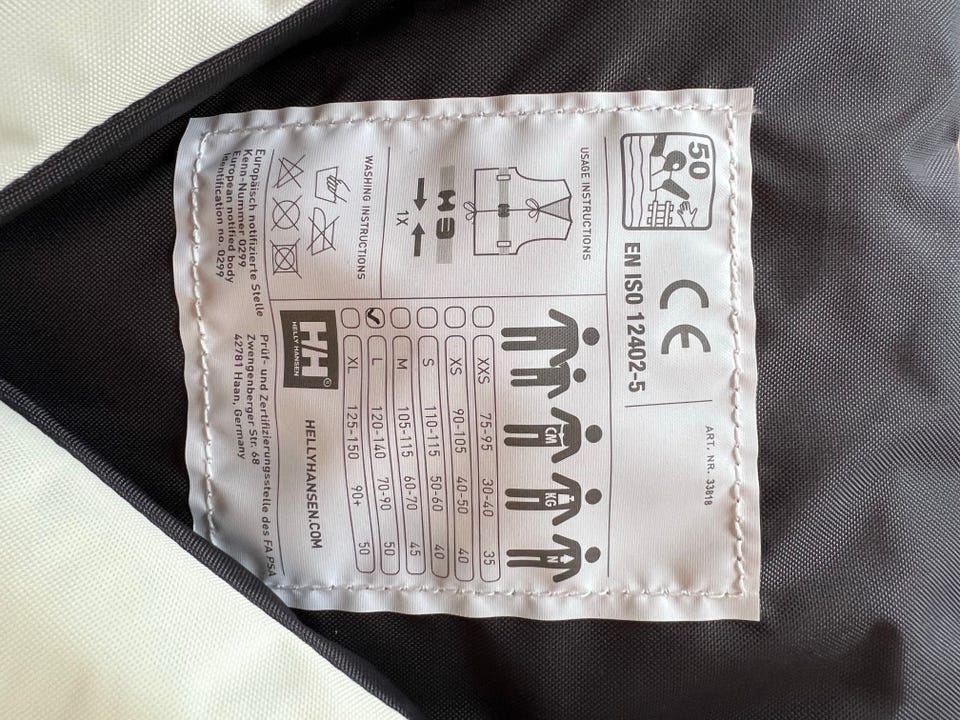 50
EN ISO 12402-5
CE
ART. NR. 33818
USAGE INSTRUCTIONS
1X
WASHING INSTRUCTIONS
CM KG N
XXS 75-95 30-40 35
XS 90-105 40-50 40
S 110-115 50-60 40
M 105-115 60-70 45
L 120-140 70-90 50
XL 125-150 90+ 50
H/H®
HELLY HANSEN
HELLYHANSEN.COM
Europäisch notifizierte Stelle
Kenn-Nummer 0299
European notified body
identification no. 0299
Prüf- und Zertifizierungsstelle des FA PSA
Zwengenberger Str. 68
42781 Haan, Germany